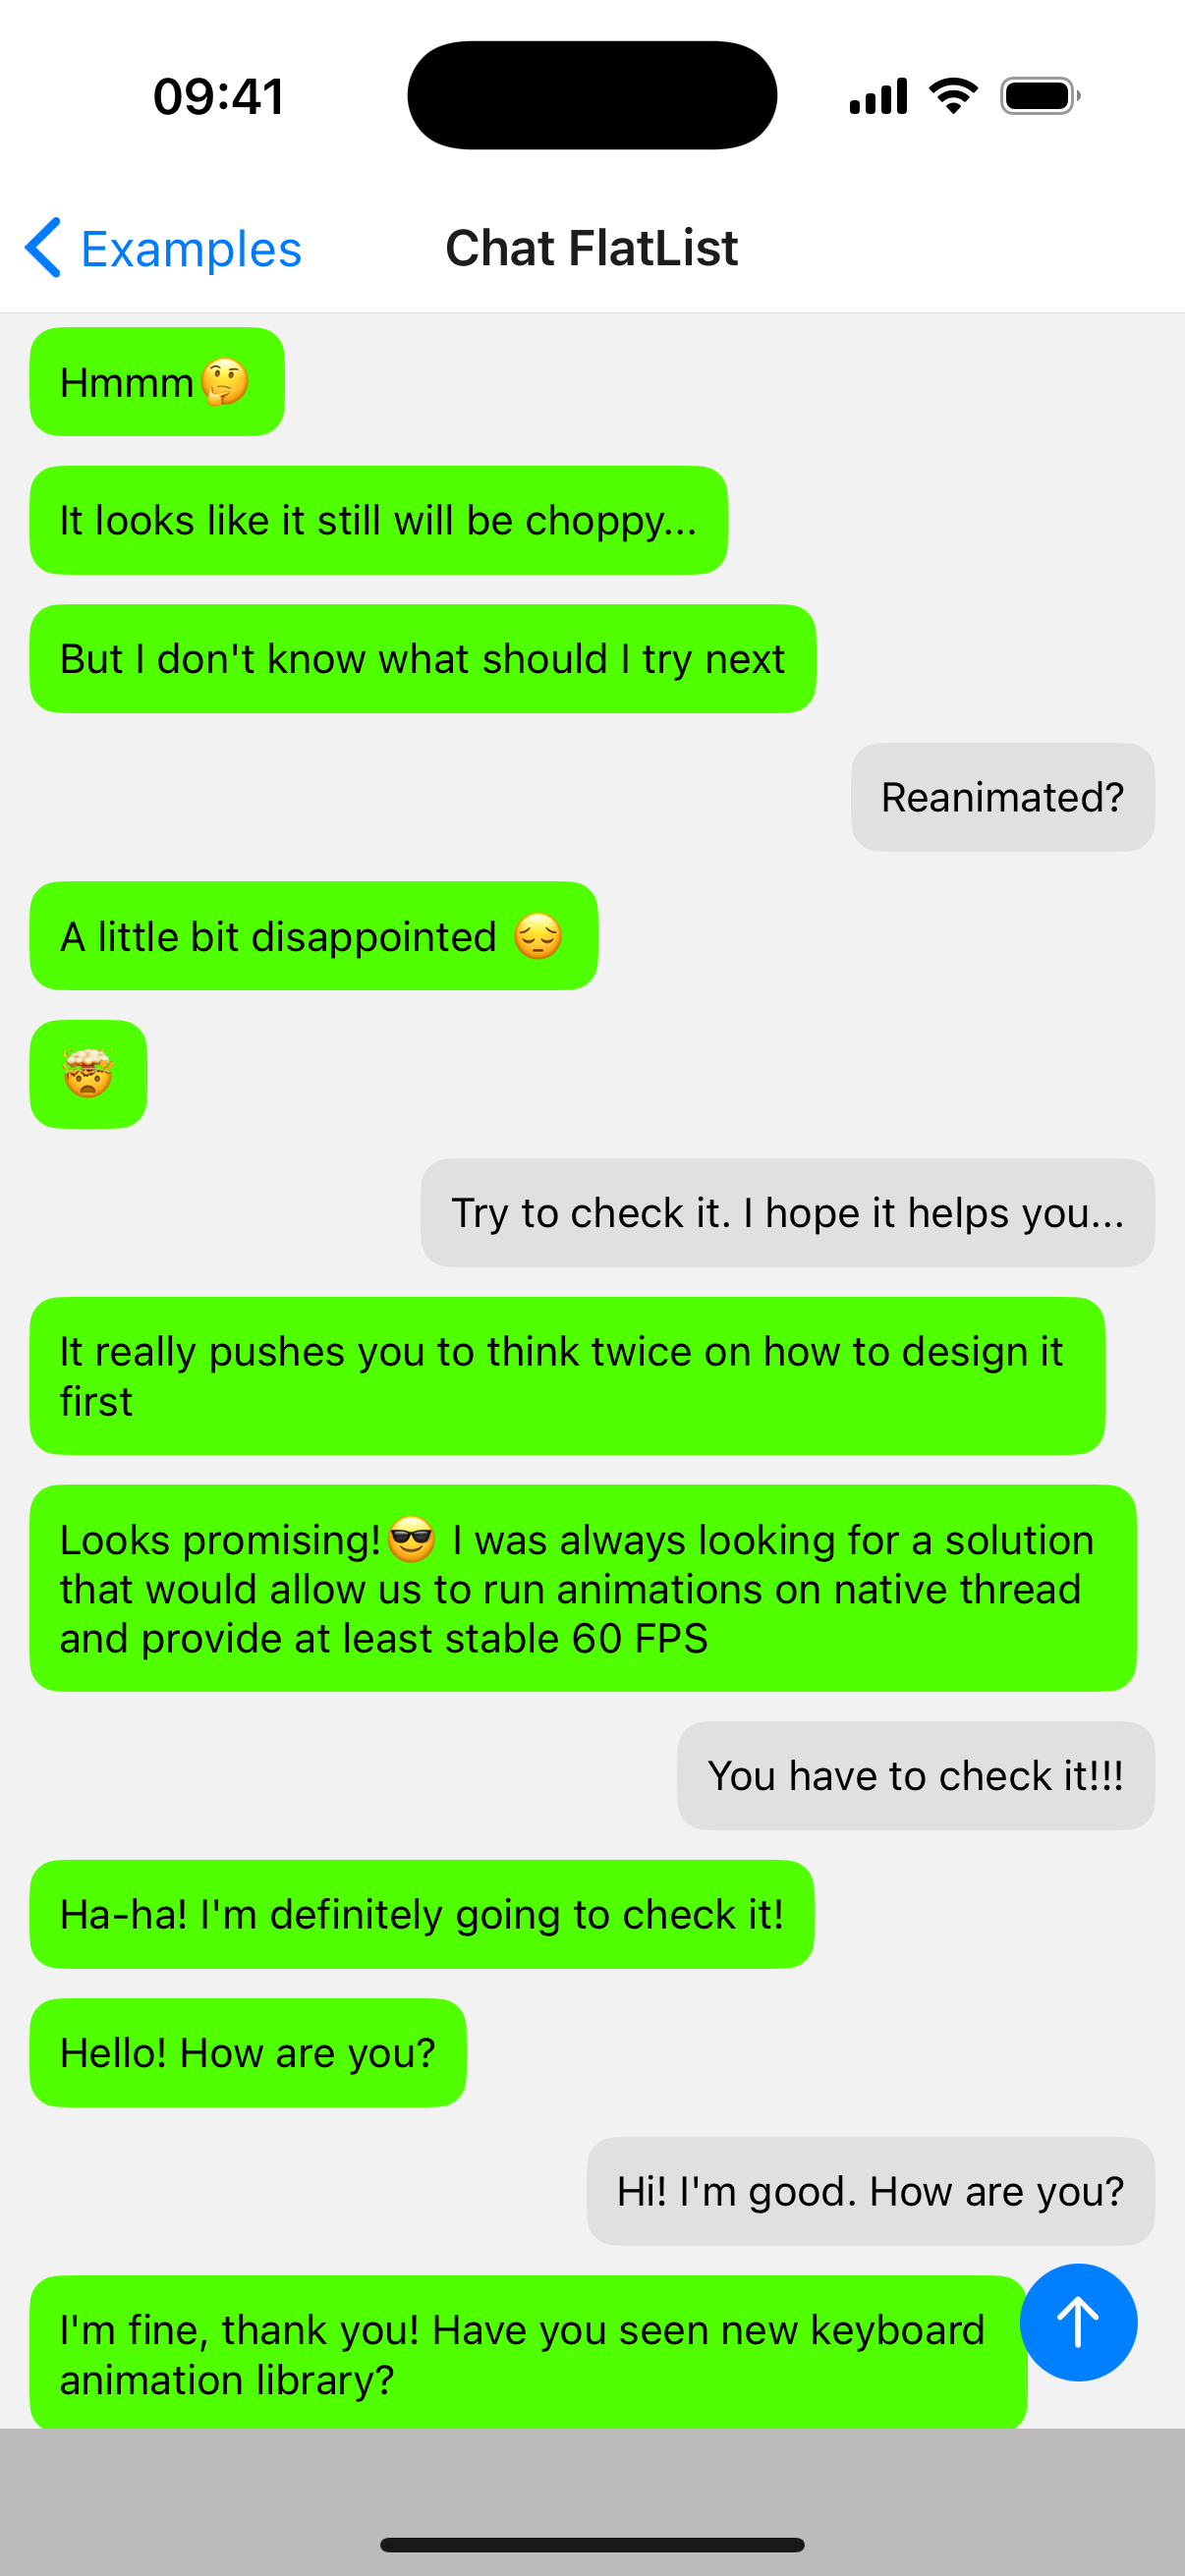 09:41
Examples
Chat FlatList
Hmmm🤔
It looks like it still will be choppy...
But I don't know what should I try next
Reanimated?
A little bit disappointed 😔
🤯
Try to check it. I hope it helps you...
It really pushes you to think twice on how to design it
first
Looks promising!😎 I was always looking for a solution
that would allow us to run animations on native thread
and provide at least stable 60 FPS
You have to check it!!!
Ha-ha! I'm definitely going to check it!
Hello! How are you?
Hi! I'm good. How are you?
I'm fine, thank you! Have you seen new keyboard
animation library?